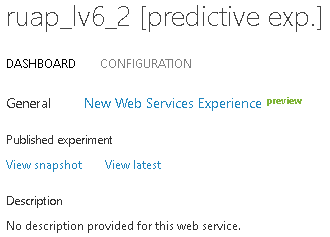 ruap_lv6_2 [predictive exp.]
DASHBOARD CONFIGURATION
General New Web Services Experience preview
Published experiment
View snapshot View latest
Description
No description provided for this web service.